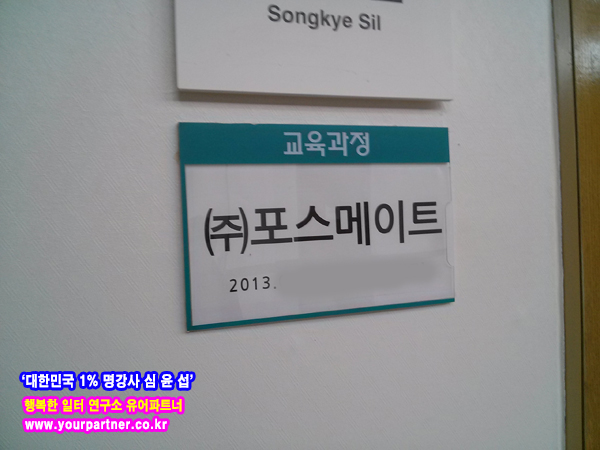 Songkye Sil
교육과정
㈜포스메이트
2013.
'대한민국 1% 명강사 심 윤 섭'
행복한 일터 연구소 유어파트너
www.yourpartner.co.kr